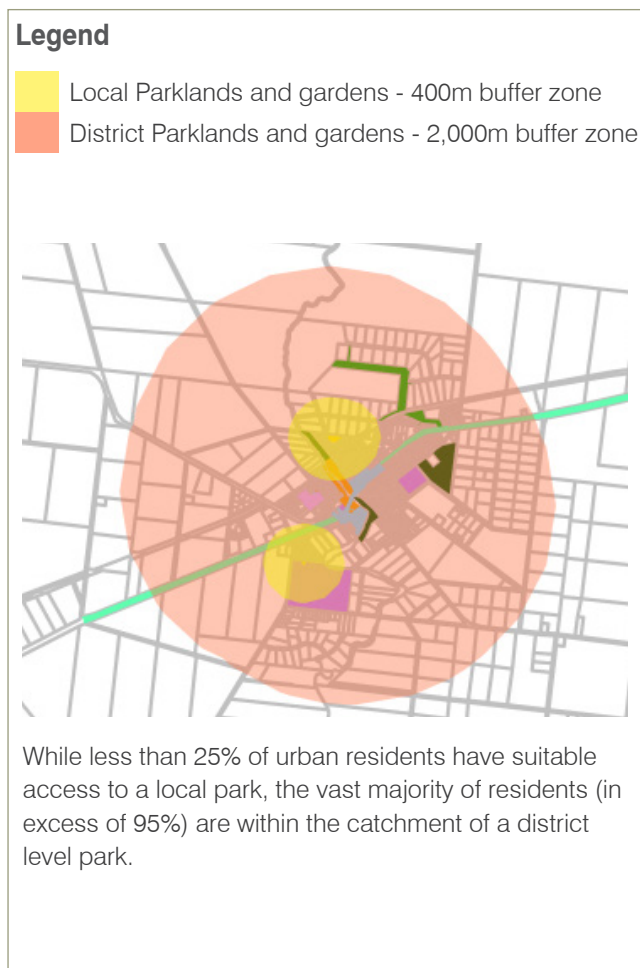 Legend
Local Parklands and gardens - 400m buffer zone
District Parklands and gardens - 2,000m buffer zone
While less than 25% of urban residents have suitable
access to a local park, the vast majority of residents (in
excess of 95%) are within the catchment of a district
level park.